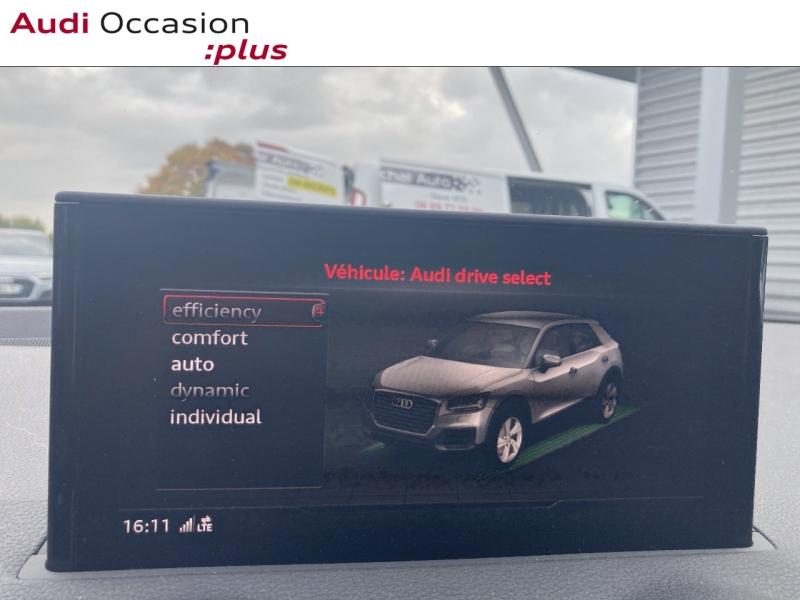 Audi Occasion
:plus
Véhicule: Audi drive select
efficiency
comfort
auto
dynamic
individual
16:11 LTE